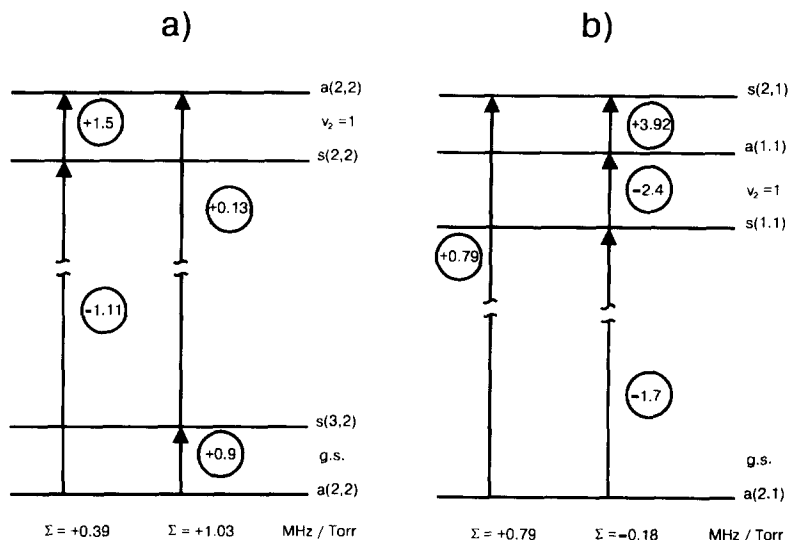 a)
a(2,2)
+1.5
v₂ =1
s(2,2)
+0.13
-1.11
s(3,2)
+0.9
g.s.
a(2,2)
Σ = +0.39 Σ = +1.03 MHz / Torr
b)
s(2,1)
+3.92
a(1.1)
-2.4
v₂ =1
s(1.1)
+0.79
-1.7
g.s.
a(2.1)
Σ = +0.79 Σ=-0.18 MHz / Torr